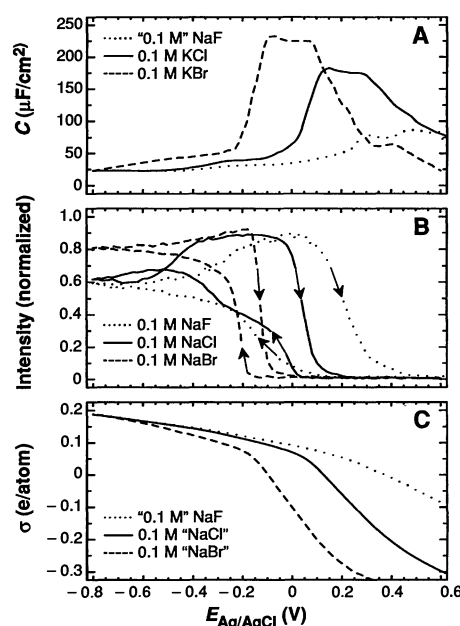 A
"0.1 M" NaF
0.1 M KCl
0.1 M KBr
C (μF/cm²)
250
200
150
100
50
0
B
1.0
0.8
0.6
0.4
0.2
0
Intensity (normalized)
0.1 M NaF
0.1 M NaCl
0.1 M NaBr
C
0.2
0.1
0
−0.1
−0.2
−0.3
σ (e/atom)
"0.1 M" NaF
0.1 M "NaCl"
0.1 M "NaBr"
−0.8 −0.6 −0.4 −0.2 0 0.2 0.4 0.6
E Ag/AgCl (V)